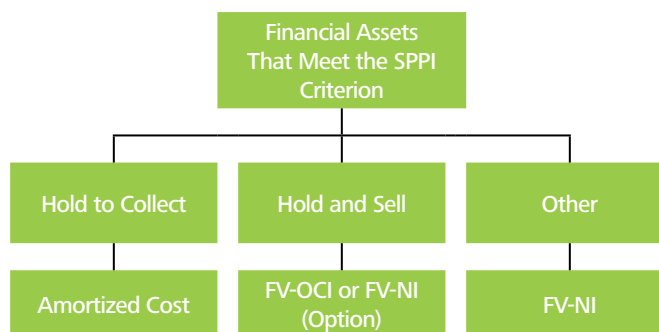 Financial Assets
That Meet the SPPI
Criterion
Hold to Collect
Hold and Sell
Other
Amortized Cost
FV-OCI or FV-NI
(Option)
FV-NI